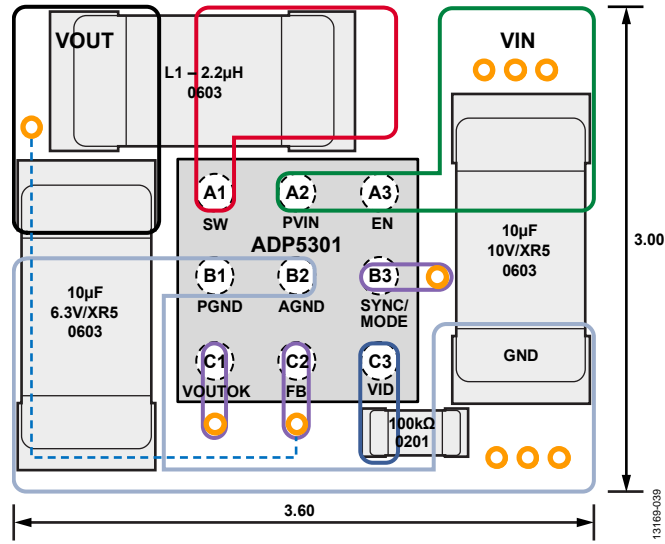 VOUT
L1 – 2.2µH
0603
VIN
A1
A2
A3
SW
PVIN
EN
ADP5301
10µF
10V/XR5
0603
3.00
B1
B2
B3
PGND
AGND
SYNC/
MODE
10µF
6.3V/XR5
0603
GND
C1
C2
C3
VOUTOK
FB
VID
100kΩ
0201
3.60
13169-039